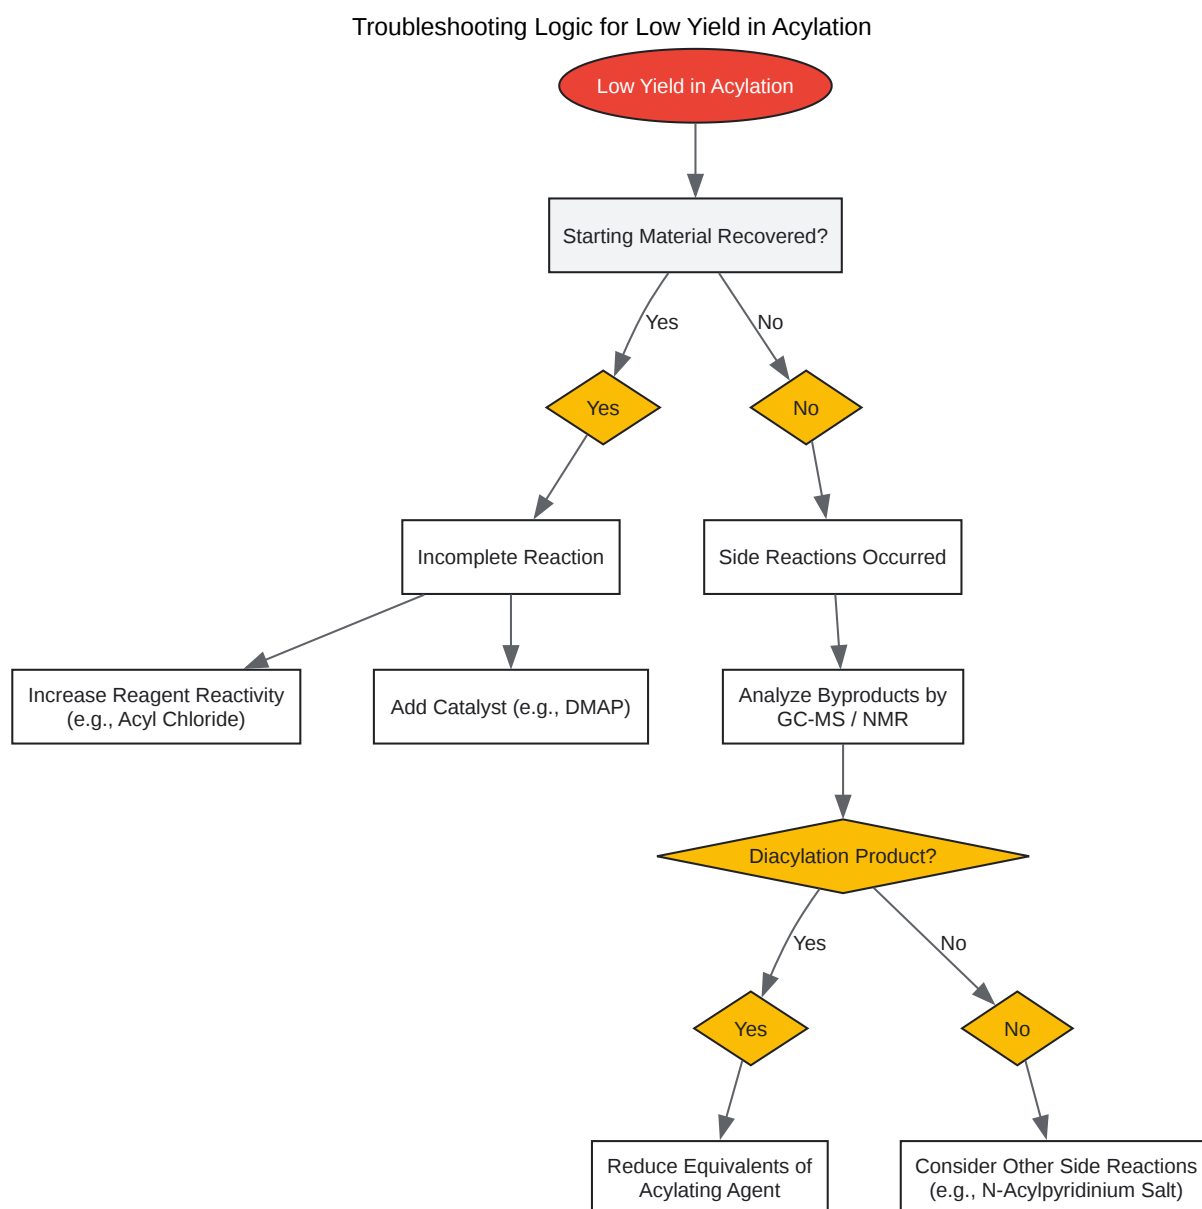 Troubleshooting Logic for Low Yield in Acylation
Low Yield in Acylation
Starting Material Recovered?
Yes
No
Yes
No
Incomplete Reaction
Side Reactions Occurred
Increase Reagent Reactivity
(e.g., Acyl Chloride)
Add Catalyst (e.g., DMAP)
Analyze Byproducts by
GC-MS / NMR
Diacylation Product?
Yes
No
Yes
No
Reduce Equivalents of
Acylating Agent
Consider Other Side Reactions
(e.g., N-Acylpyridinium Salt)